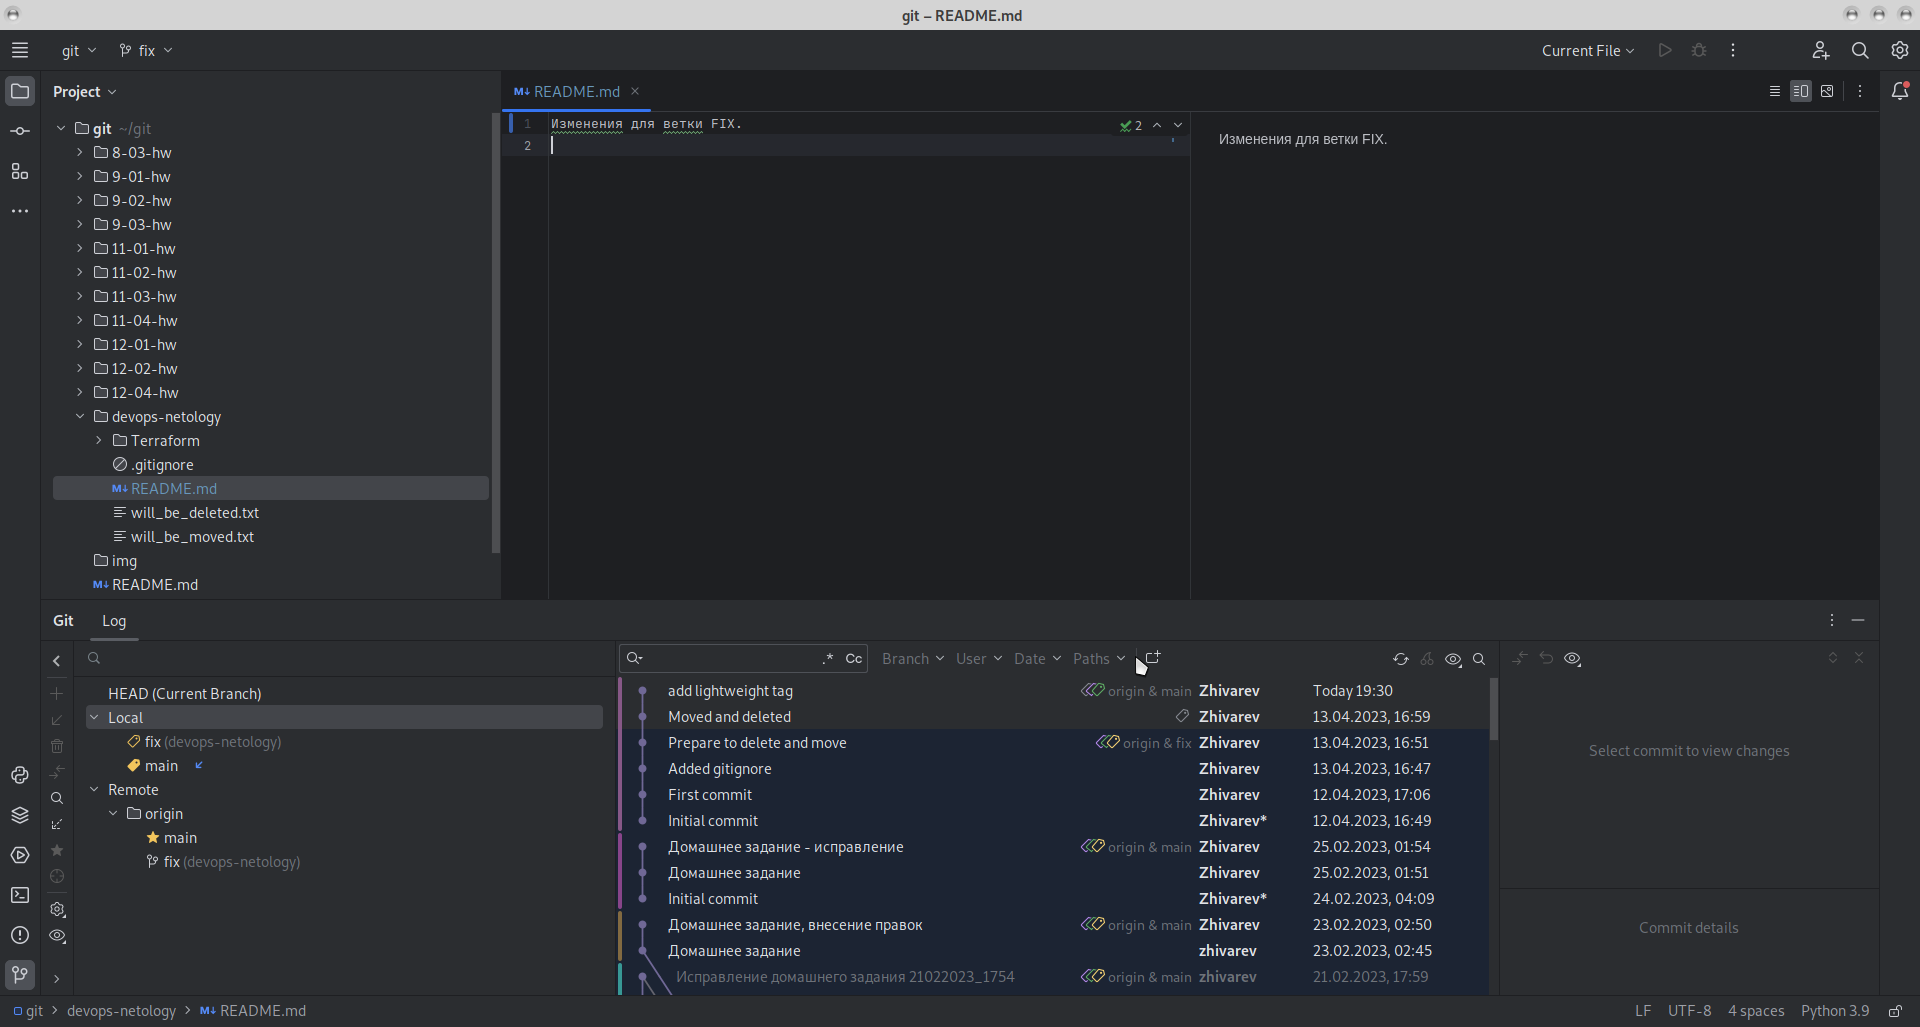 git – README.md
git fix Current File
Project
README.md
git ~/git
8-03-hw
9-01-hw
9-02-hw
9-03-hw
11-01-hw
11-02-hw
11-03-hw
11-04-hw
12-01-hw
12-02-hw
12-04-hw
devops-netology
Terraform
.gitignore
M↓ README.md
will_be_deleted.txt
will_be_moved.txt
img
M↓ README.md
M↓ README.md
1 Изменения для ветки FIX. 2
2
Изменения для ветки FIX.
Git Log
HEAD (Current Branch)
Local
fix (devops-netology)
main
Remote
origin
main
fix (devops-netology)
.* Cc Branch User Date Paths
add lightweight tag origin & main Zhivarev Today 19:30
Moved and deleted Zhivarev 13.04.2023, 16:59
Prepare to delete and move origin & fix Zhivarev 13.04.2023, 16:51
Added gitignore Zhivarev 13.04.2023, 16:47
First commit Zhivarev 12.04.2023, 17:06
Initial commit Zhivarev* 12.04.2023, 16:49
Домашнее задание - исправление origin & main Zhivarev 25.02.2023, 01:54
Домашнее задание Zhivarev 25.02.2023, 01:51
Initial commit Zhivarev* 24.02.2023, 04:09
Домашнее задание, внесение правок origin & main Zhivarev 23.02.2023, 02:50
Домашнее задание zhivarev 23.02.2023, 02:45
Исправление домашнего задания 21022023_1754 origin & main zhivarev 21.02.2023, 17:59
Select commit to view changes
Commit details
git devops-netology M↓ README.md LF UTF-8 4 spaces Python 3.9